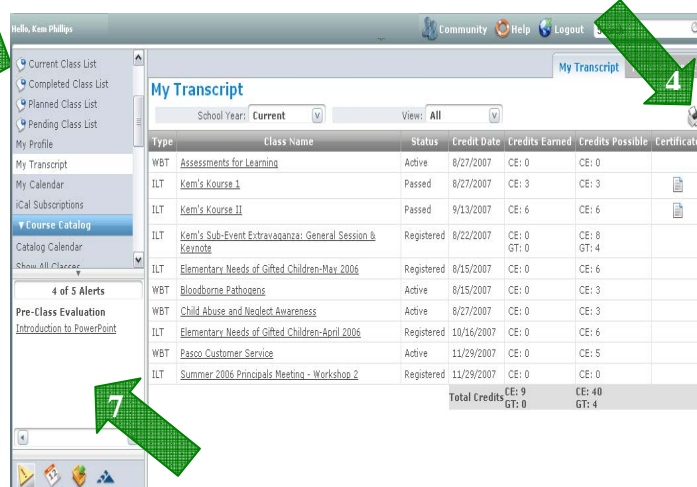 Hello, Kem Phillips
Community Help Logout
Current Class List
Completed Class List
Planned Class List
Pending Class List
My Profile
My Transcript
My Calendar
iCal Subscriptions
▼Course Catalog
Catalog Calendar
Show All Classes
4 of 5 Alerts
Pre-Class Evaluation
Introduction to PowerPoint
7
My Transcript
4
My Transcript
School Year: Current View: All
Type Class Name Status Credit Date Credits Earned Credits Possible Certificate
WBT Assessments for Learning Active 8/27/2007 CE: 0 CE: 0
ILT Kem's Kourse 1 Passed 8/27/2007 CE: 3 CE: 3
ILT Kem's Kourse II Passed 9/13/2007 CE: 6 CE: 6
ILT Kem's Sub-Event Extravaganza: General Session & Registered 8/22/2007 CE: 0 CE: 8
Keynote GT: 0 GT: 4
ILT Elementary Needs of Gifted Children-May 2006 Registered 8/15/2007 CE: 0 CE: 6
WBT Bloodborne Pathogens Active 8/15/2007 CE: 0 CE: 3
WBT Child Abuse and Neglect Awareness Active 8/27/2007 CE: 0 CE: 3
ILT Elementary Needs of Gifted Children-April 2006 Registered 10/16/2007 CE: 0 CE: 6
WBT Pasco Customer Service Active 11/29/2007 CE: 0 CE: 5
ILT Summer 2006 Principals Meeting - Workshop 2 Registered 11/29/2007 CE: 0 CE: 0
Total Credits CE: 9 CE: 40
GT: 0 GT: 4